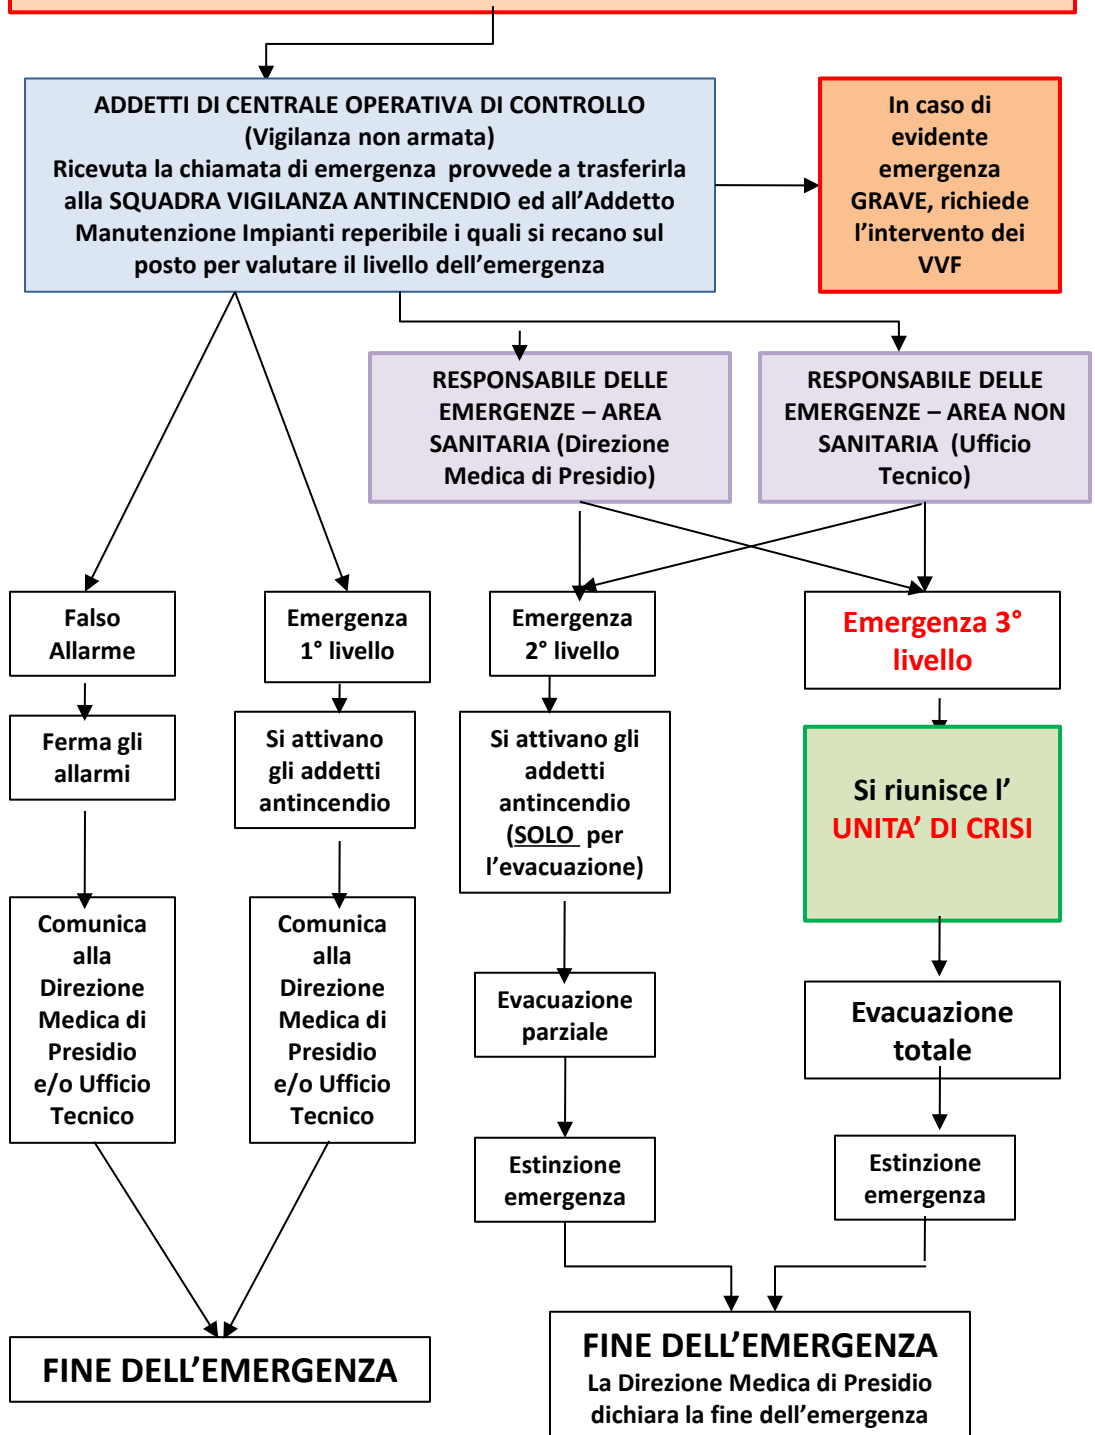 ADDETTI DI CENTRALE OPERATIVA DI CONTROLLO
(Vigilanza non armata)
Ricevuta la chiamata di emergenza provvede a trasferirla
alla SQUADRA VIGILANZA ANTINCENDIO ed all’Addetto
Manutenzione Impianti reperibile i quali si recano sul
posto per valutare il livello dell’emergenza
In caso di
evidente
emergenza
GRAVE, richiede
l’intervento dei
VVF
RESPONSABILE DELLE
EMERGENZE – AREA
SANITARIA (Direzione
Medica di Presidio)
RESPONSABILE DELLE
EMERGENZE – AREA NON
SANITARIA (Ufficio
Tecnico)
Falso
Allarme
Emergenza
1° livello
Emergenza
2° livello
Emergenza 3°
livello
Ferma gli
allarmi
Si attivano
gli addetti
antincendio
Si attivano gli
addetti
antincendio
(SOLO per
l’evacuazione)
Si riunisce l’
UNITA’ DI CRISI
Comunica
alla
Direzione
Medica di
Presidio
e/o Ufficio
Tecnico
Comunica
alla
Direzione
Medica di
Presidio
e/o Ufficio
Tecnico
Evacuazione
parziale
Evacuazione
totale
Estinzione
emergenza
Estinzione
emergenza
FINE DELL’EMERGENZA
FINE DELL’EMERGENZA
La Direzione Medica di Presidio
dichiara la fine dell’emergenza